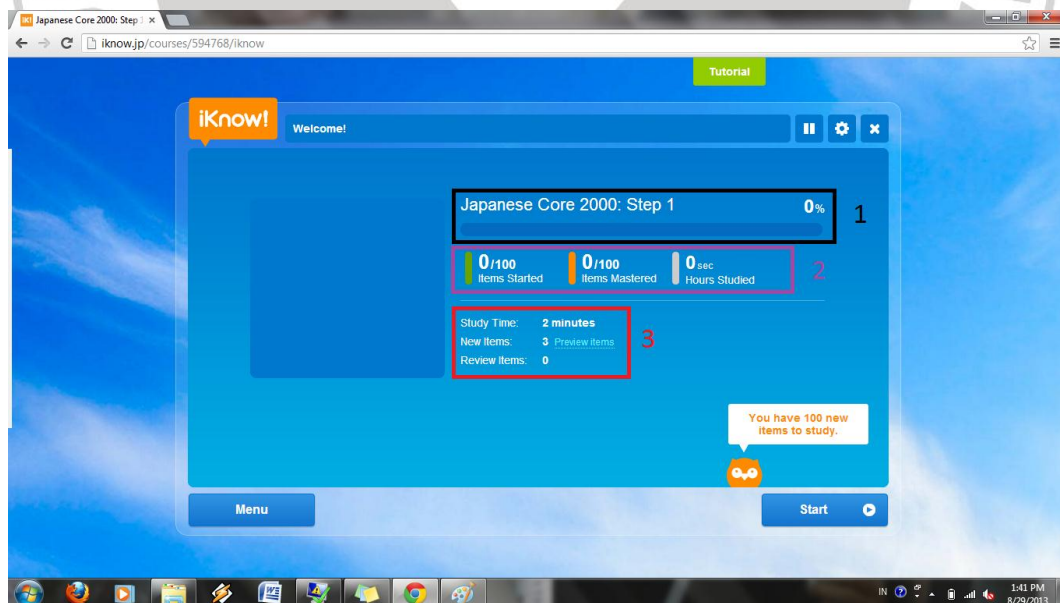 Japanese Core 2000: Step 1
iknow.jp/courses/594768/iknow
Tutorial
iKnow!
Welcome!
Japanese Core 2000: Step 1 0%
1
0/100 0/100 0 sec
Items Started Items Mastered Hours Studied
2
Study Time: 2 minutes
New Items: 3 Preview items
Review Items: 0
3
You have 100 new
items to study.
Menu
Start
IN
1:41 PM
8/29/2013